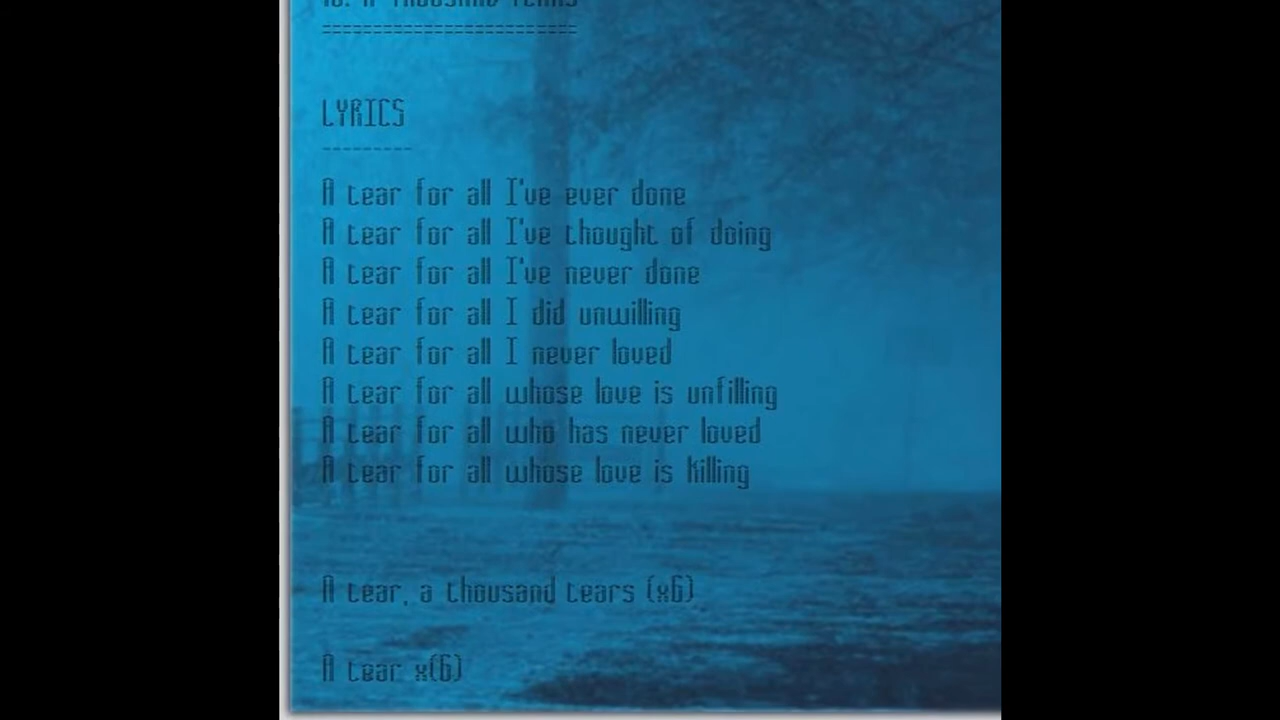 A THOUSAND TEARS
=========================
LYRICS
---------
A tear for all I've ever done
A tear for all I've thought of doing
A tear for all I've never done
A tear for all I did unwilling
A tear for all I never loved
A tear for all whose love is unfilling
A tear for all who has never loved
A tear for all whose love is killing
A tear, a thousand tears (x6)
A tear x(6)